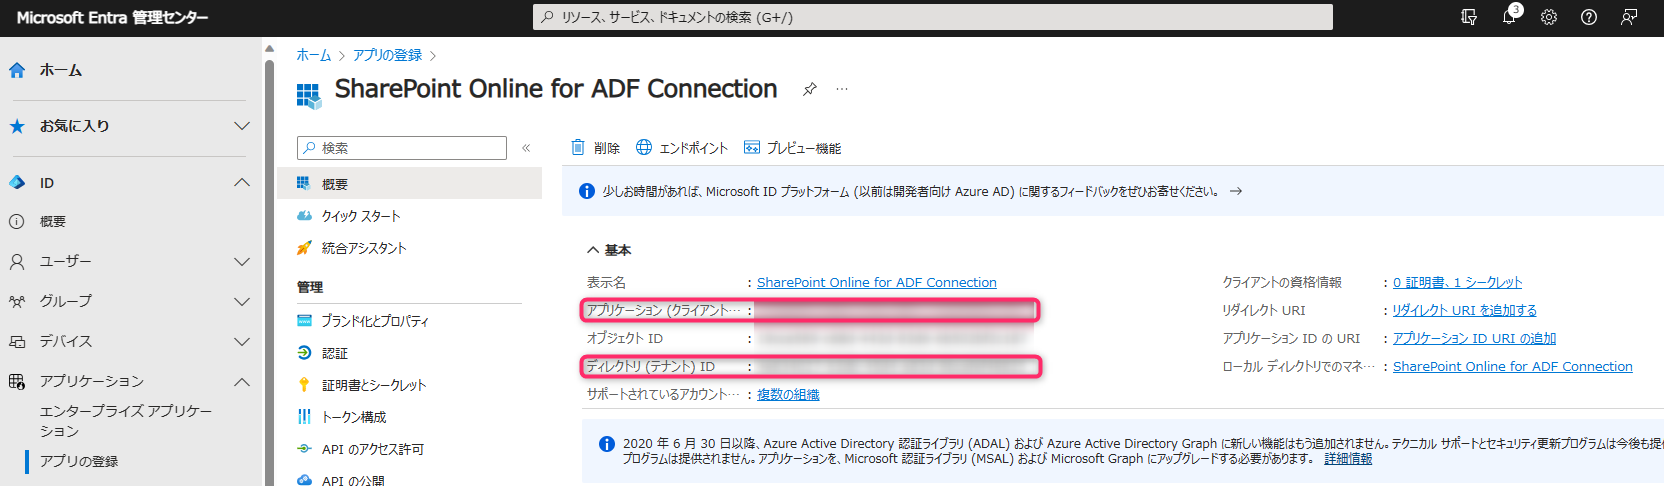 Microsoft Entra 管理センター
リソース、サービス、ドキュメントの検索 (G+/)
3
ホーム
お気に入り
ID
概要
ユーザー
グループ
デバイス
アプリケーション
エンタープライズ アプリケー
ション
アプリの登録
ホーム > アプリの登録 >
SharePoint Online for ADF Connection
検索
概要
クイック スタート
統合アシスタント
管理
ブランド化とプロパティ
認証
証明書とシークレット
トークン構成
API のアクセス許可
API の公開
削除 エンドポイント プレビュー機能
少しお時間があれば、Microsoft ID プラットフォーム (以前は開発者向け Azure AD) に関するフィードバックをぜひお寄せください。 →
基本
表示名 : SharePoint Online for ADF Connection
アプリケーション (クライアント… :
オブジェクト ID :
ディレクトリ (テナント) ID :
サポートされているアカウント… : 複数の組織
クライアントの資格情報 : 0 証明書、1 シークレット
リダイレクト URI : リダイレクト URI を追加する
アプリケーション ID の URI : アプリケーション ID URI の追加
ローカル ディレクトリでのマネ… : SharePoint Online for ADF Connection
2020 年 6 月 30 日以降、Azure Active Directory 認証ライブラリ (ADAL) および Azure Active Directory Graph に新しい機能はもう追加されません。テクニカル サポートとセキュリティ更新プログラムは今後も提
プログラムは提供されません。アプリケーションを、Microsoft 認証ライブラリ (MSAL) および Microsoft Graph にアップグレードする必要があります。 詳細情報